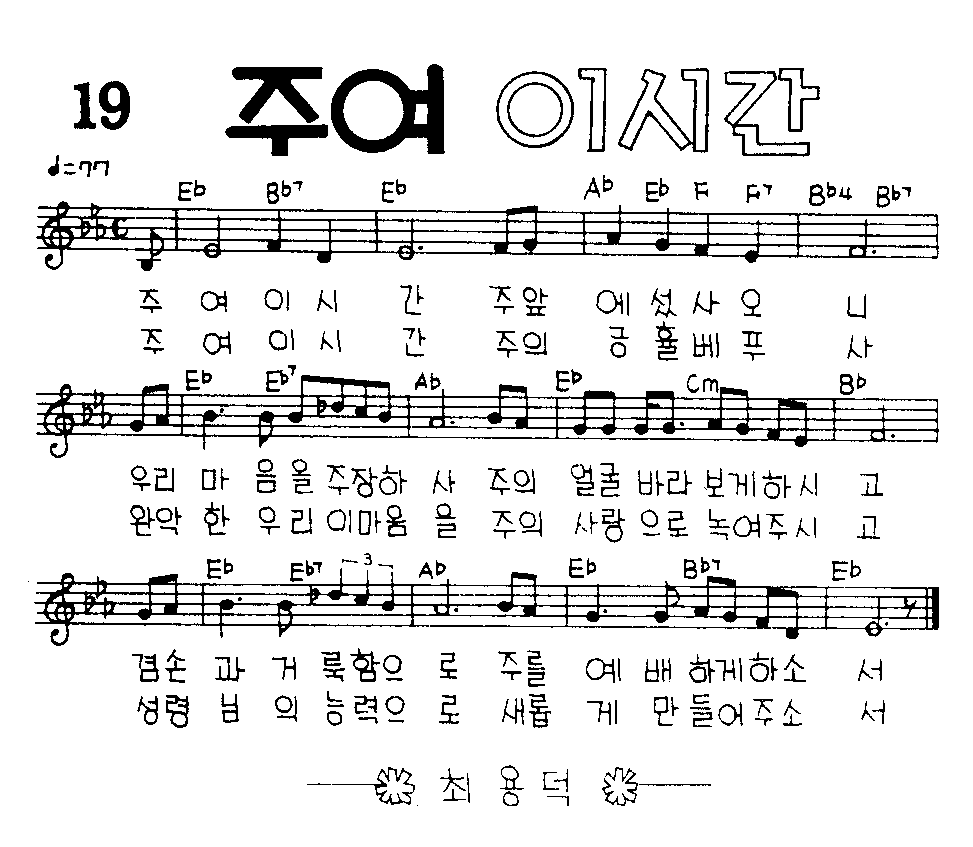 19 주여 이시간
♩=77
Eb Bb7 Eb Ab Eb F F7 Bb4 Bb7
주 여 이 시 간 주앞 에 섰 사 오 니
주 여 이 시 간 주의 긍 휼 베 푸 사
Eb Eb7 Ab Eb Cm Bb
우리 마 음 을 주장하 사 주의 얼굴 바라 보게하시 고
완악 한 우 리 이마음 을 주의 사랑 으로 녹여주시 고
Eb Eb7 3 Ab Eb Bb7 Eb
겸손 과 거 룩함으 로 주를 예 배 하게하소 서
성령 님 의 능력으 로 새롭 게 만 들어주소 서
최 용 덕